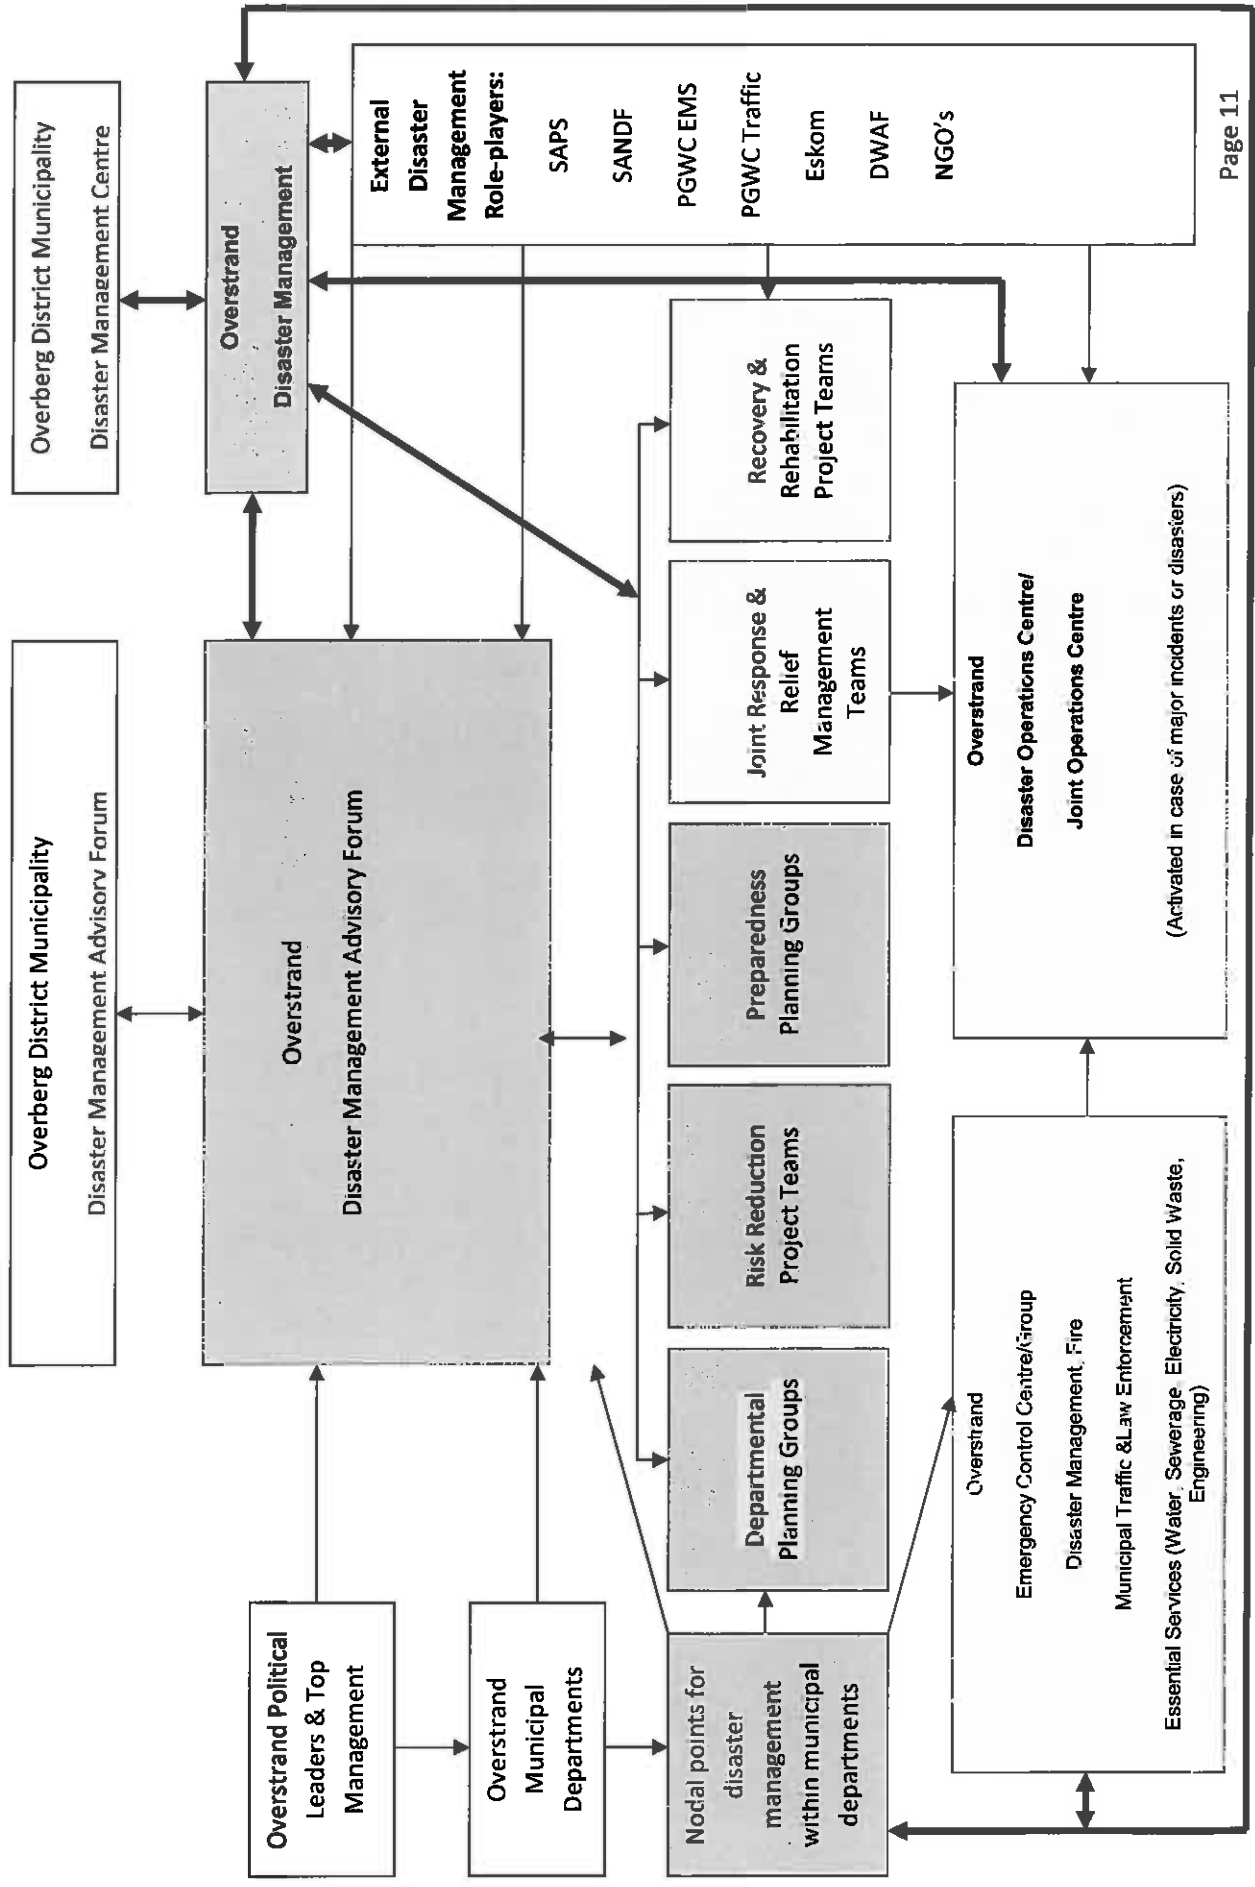 Overberg District Municipality
Disaster Management Advisory Forum
Overberg District Municipality
Disaster Management Centre
Overstrand Political
Leaders & Top
Management
Overstrand
Disaster Management Advisory Forum
Overstrand
Disaster Management
Overstrand
Municipal
Departments
External
Disaster
Management
Role-players:
SAPS
SANDF
PGWC EMS
PGWC Traffic
Eskom
DWAF
NGO's
Nodal points for
disaster
management
within municipal
departments
Departmental
Planning Groups
Risk Reduction
Project Teams
Preparedness
Planning Groups
Joint Response &
Relief
Management
Teams
Recovery &
Rehabilitation
Project Teams
Overstrand
Emergency Control Centre/Group
Disaster Management, Fire
Municipal Traffic &Law Enforcement
Essential Services (Water, Sewerage, Electricity, Solid Waste,
Engineering)
Overstrand
Disaster Operations Centre/
Joint Operations Centre
(Activated in case of major incidents or disasters)
Page 11